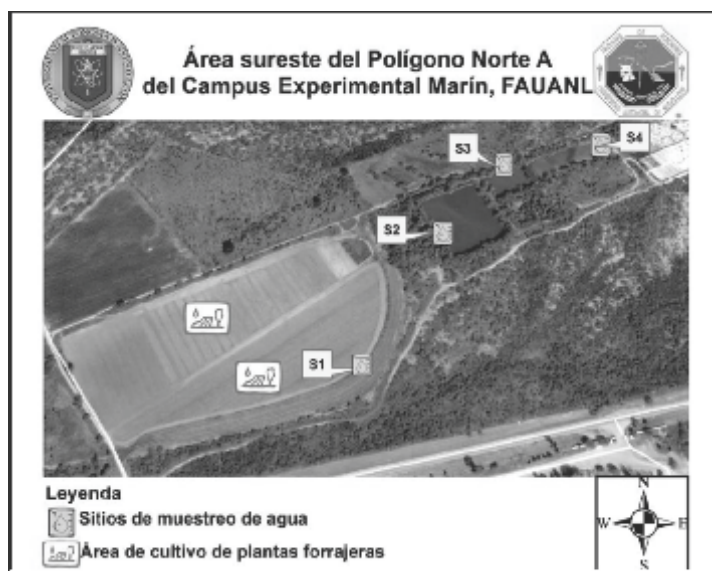 Área sureste del Polígono Norte A
del Campus Experimental Marín, FAUANL
S3
S4
S2
S1
Leyenda
Sitios de muestreo de agua
Área de cultivo de plantas forrajeras
N
W
E
S